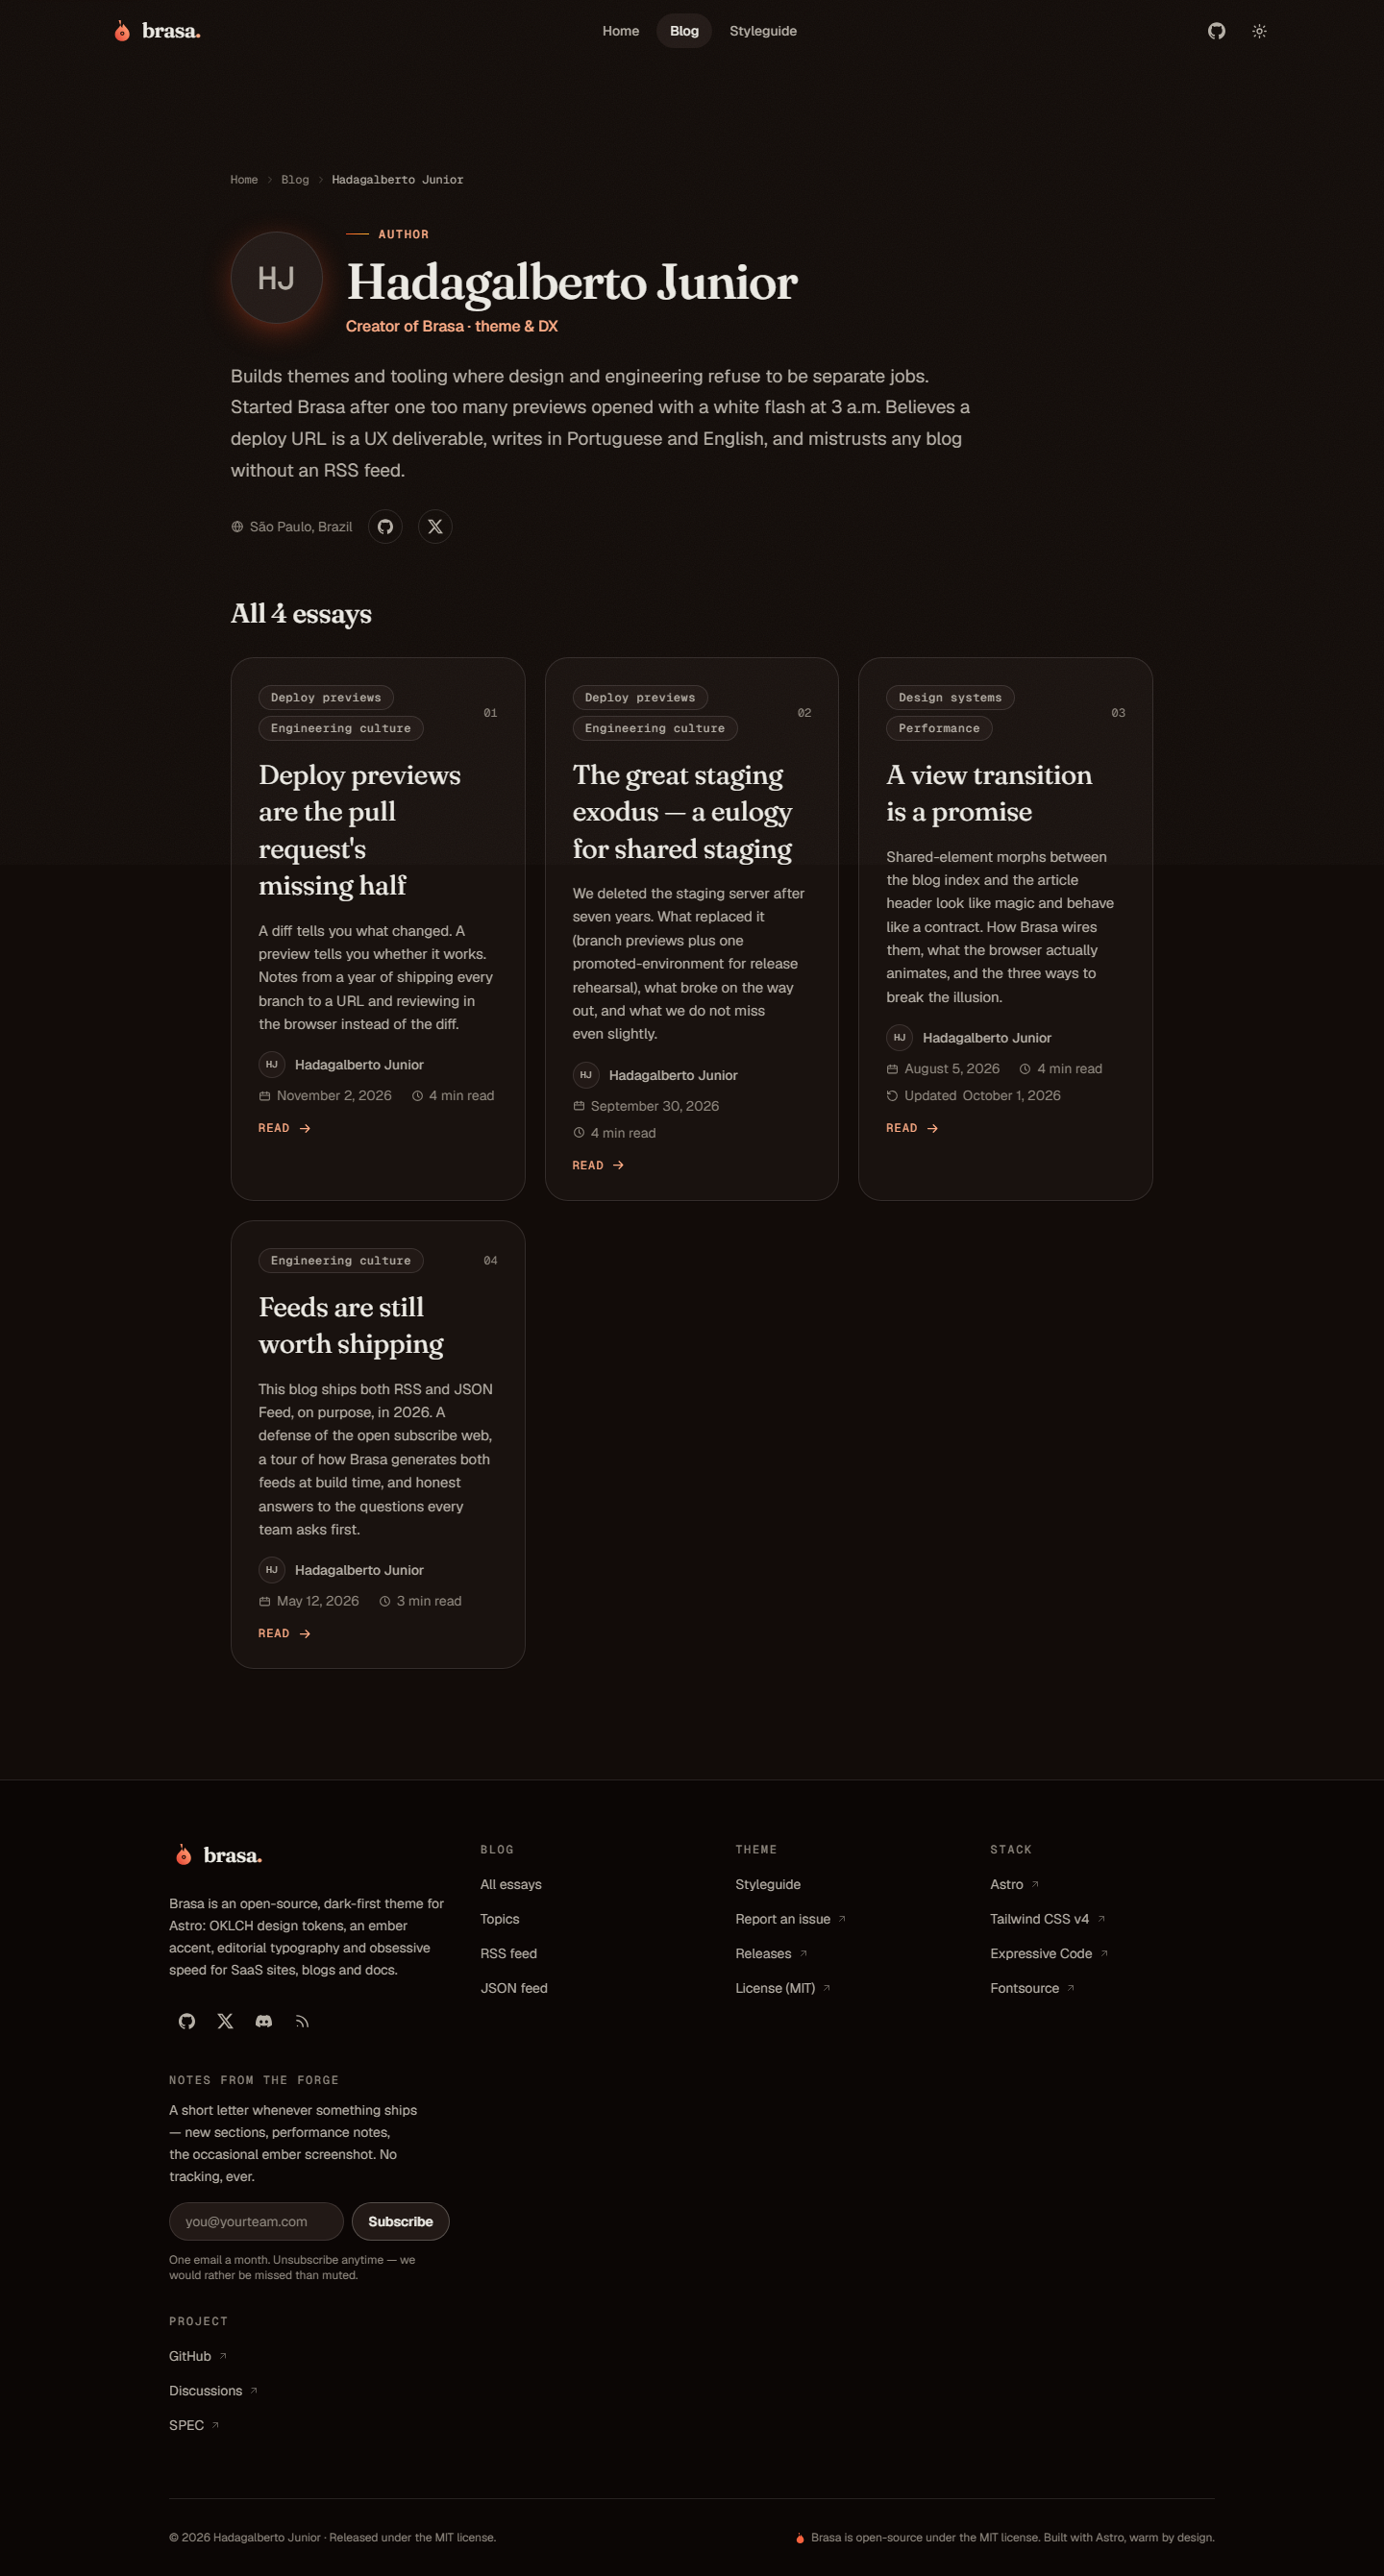 brasa.
Home Blog Styleguide
Home > Blog > Hadagalberto Junior
HJ
AUTHOR
Hadagalberto Junior
Creator of Brasa · theme & DX
Builds themes and tooling where design and engineering refuse to be separate jobs.
Started Brasa after one too many previews opened with a white flash at 3 a.m. Believes a
deploy URL is a UX deliverable, writes in Portuguese and English, and mistrusts any blog
without an RSS feed.
São Paulo, Brazil
All 4 essays
Deploy previews
Engineering culture
01
Deploy previews
are the pull
request's
missing half
A diff tells you what changed. A
preview tells you whether it works.
Notes from a year of shipping every
branch to a URL and reviewing in
the browser instead of the diff.
HJ Hadagalberto Junior
November 2, 2026 4 min read
READ →
Deploy previews
Engineering culture
02
The great staging
exodus — a eulogy
for shared staging
We deleted the staging server after
seven years. What replaced it
(branch previews plus one
promoted-environment for release
rehearsal), what broke on the way
out, and what we do not miss
even slightly.
HJ Hadagalberto Junior
September 30, 2026
4 min read
READ →
Design systems
Performance
03
A view transition
is a promise
Shared-element morphs between
the blog index and the article
header look like magic and behave
like a contract. How Brasa wires
them, what the browser actually
animates, and the three ways to
break the illusion.
HJ Hadagalberto Junior
August 5, 2026 4 min read
Updated October 1, 2026
READ →
Engineering culture
04
Feeds are still
worth shipping
This blog ships both RSS and JSON
Feed, on purpose, in 2026. A
defense of the open subscribe web,
a tour of how Brasa generates both
feeds at build time, and honest
answers to the questions every
team asks first.
HJ Hadagalberto Junior
May 12, 2026 3 min read
READ →
brasa.
Brasa is an open-source, dark-first theme for
Astro: OKLCH design tokens, an ember
accent, editorial typography and obsessive
speed for SaaS sites, blogs and docs.
NOTES FROM THE FORGE
A short letter whenever something ships
— new sections, performance notes,
the occasional ember screenshot. No
tracking, ever.
you@yourteam.com Subscribe
One email a month. Unsubscribe anytime — we
would rather be missed than muted.
BLOG
All essays
Topics
RSS feed
JSON feed
THEME
Styleguide
Report an issue
Releases
License (MIT)
STACK
Astro
Tailwind CSS v4
Expressive Code
Fontsource
PROJECT
GitHub
Discussions
SPEC
© 2026 Hadagalberto Junior · Released under the MIT license.
Brasa is open-source under the MIT license. Built with Astro, warm by design.